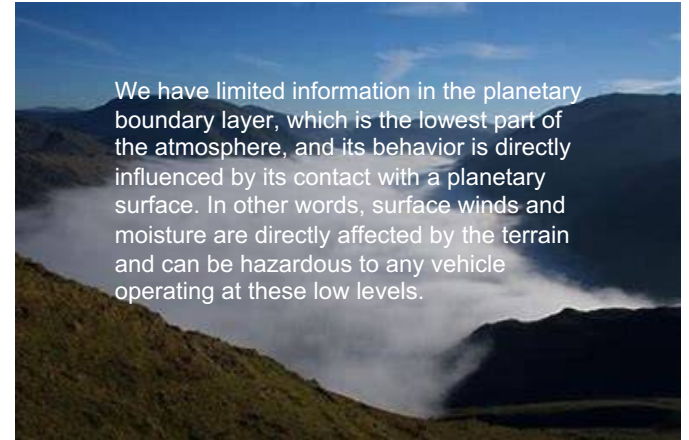 We have limited information in the planetary
boundary layer, which is the lowest part of
the atmosphere, and its behavior is directly
influenced by its contact with a planetary
surface. In other words, surface winds and
moisture are directly affected by the terrain
and can be hazardous to any vehicle
operating at these low levels.